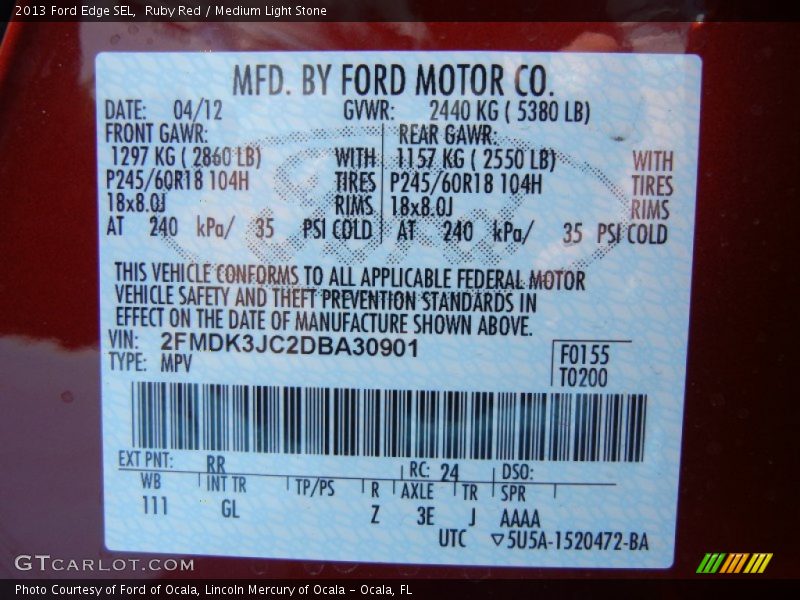 2013 Ford Edge SEL,  Ruby Red / Medium Light Stone
MFD. BY FORD MOTOR CO.
DATE: 04/12 GVWR: 2440 KG ( 5380 LB)
FRONT GAWR: REAR GAWR:
1297 KG ( 2860 LB) WITH 1157 KG ( 2550 LB) WITH
P245/60R18 104H TIRES P245/60R18 104H TIRES
18x8.0J RIMS 18x8.0J RIMS
AT 240 kPa/ 35 PSI COLD AT 240 kPa/ 35 PSI COLD
THIS VEHICLE CONFORMS TO ALL APPLICABLE FEDERAL MOTOR
VEHICLE SAFETY AND THEFT PREVENTION STANDARDS IN
EFFECT ON THE DATE OF MANUFACTURE SHOWN ABOVE.
VIN: 2FMDK3JC2DBA30901
TYPE: MPV
F0155
T0200
EXT PNT: RR RC: 24 DSO:
WB INT TR TP/PS R AXLE TR SPR
111 GL Z 3E J AAAA
UTC ▽5U5A-1520472-BA
GTCARLOT.COM
Photo Courtesy of Ford of Ocala, Lincoln Mercury of Ocala - Ocala, FL